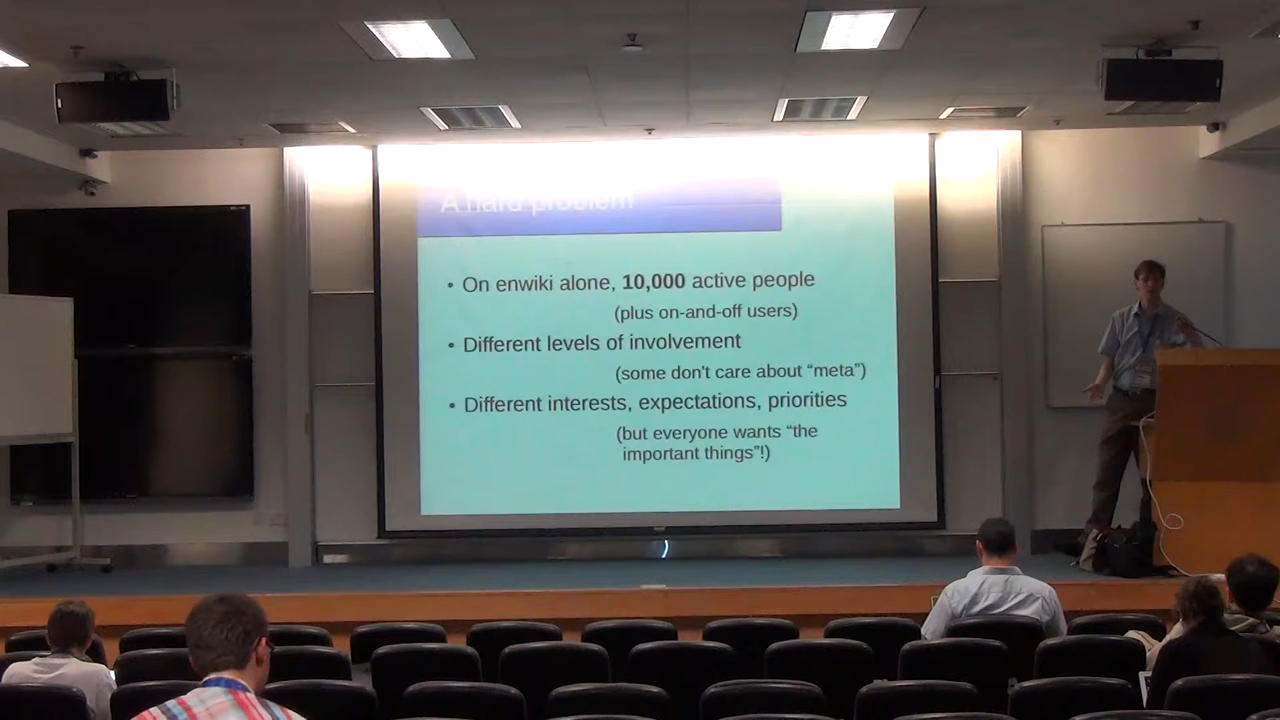 A hard problem
• On enwiki alone, 10,000 active people
(plus on-and-off users)
• Different levels of involvement
(some don't care about “meta”)
• Different interests, expectations, priorities
(but everyone wants “the
important things”!)